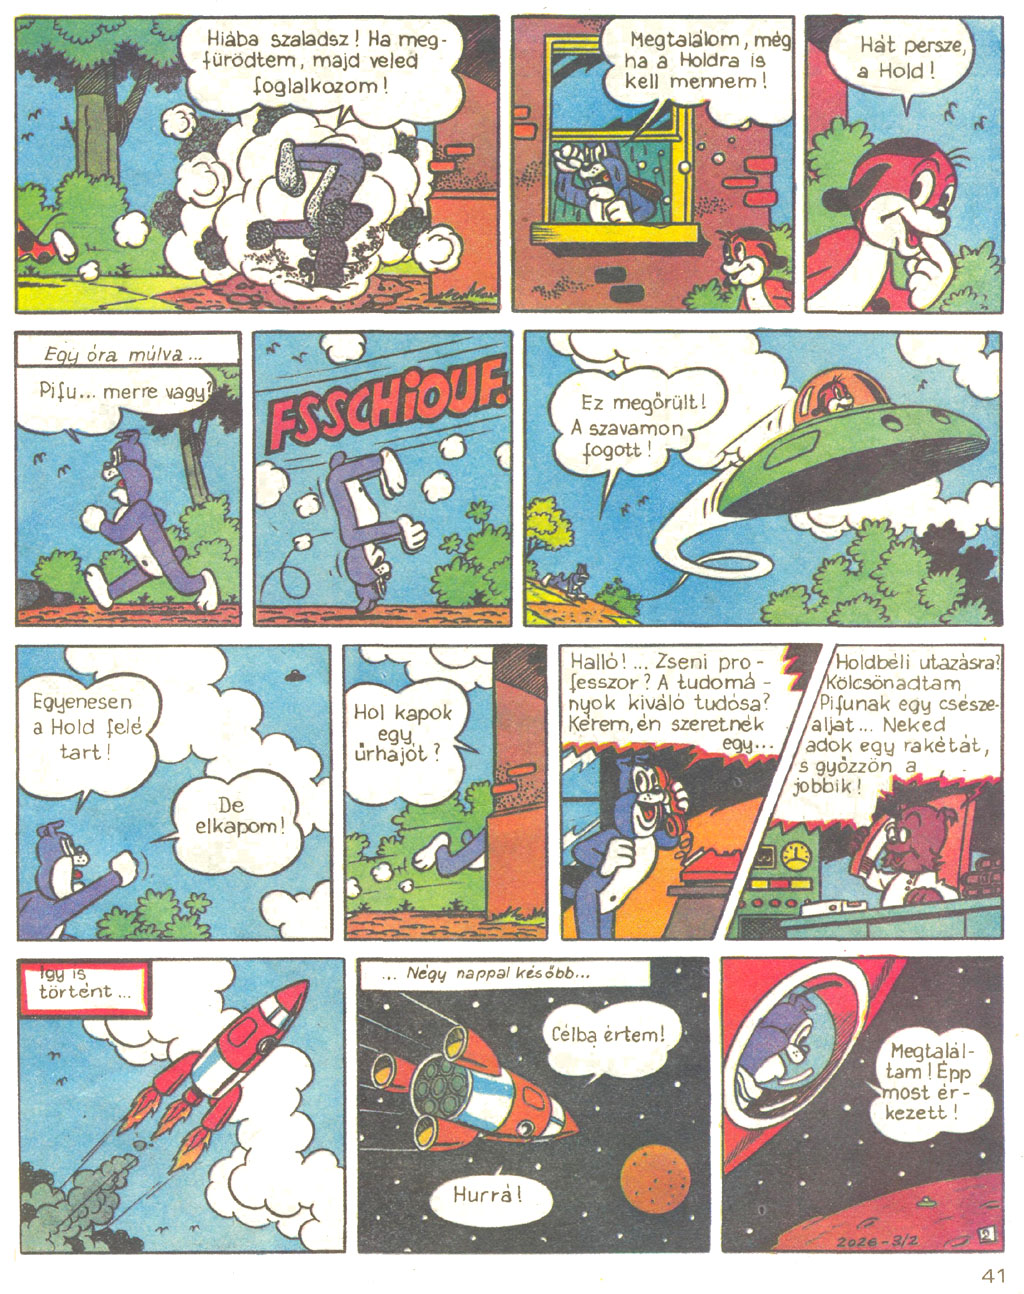 Hiába szaladsz! Ha meg-
fürödtem, majd veled
foglalkozom!
Megtalálom, még
ha a Holdra is
kell mennem!
Hát persze,
a Hold!
Egy óra múlva...
Pifu... merre vagy?
FSSCHiOUF.
Ez megőrült!
A szavamon
fogott!
Egyenesen
a Hold felé
tart!
De
elkapom!
Hol kapok
egy
űrhajót?
Halló!... Zseni pro-
fesszor? A tudomá-
nyok kiváló tudósa?
Kérem, én szeretnék
egy...
Holdbéli utazásra?
Kölcsönadtam
Pifunak egy csésze-
aljat... Neked
adok egy rakétát,
s győzzön a
jobbik!
Így is
történt...
... Négy nappal később...
Célba értem!
Hurrá!
Megtalál-
tam! Épp
most ér-
kezett!
2026-3/2
2
41